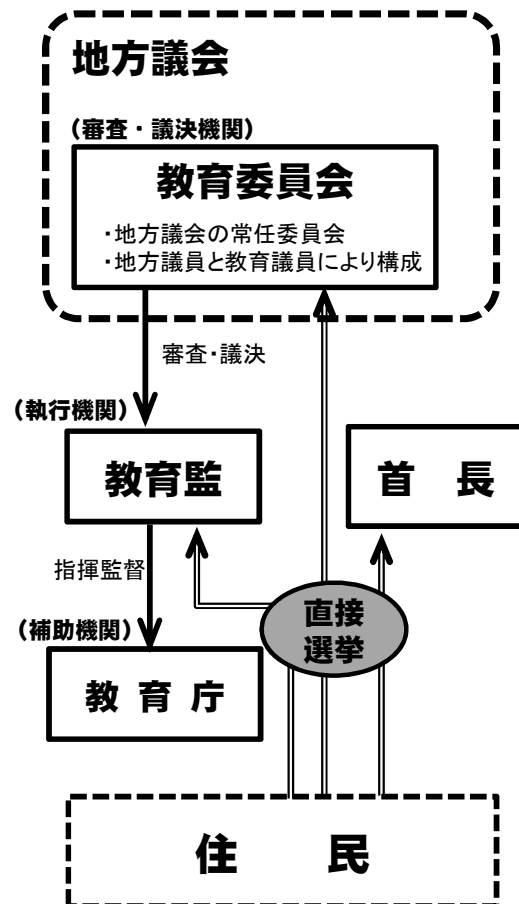 地方議会
（審査・議決機関）
教育委員会
・地方議会の常任委員会
・地方議員と教育議員により構成
審査・議決
（執行機関）
教育監
首　長
指揮監督
直接
選挙
（補助機関）
教 育 庁
住　民